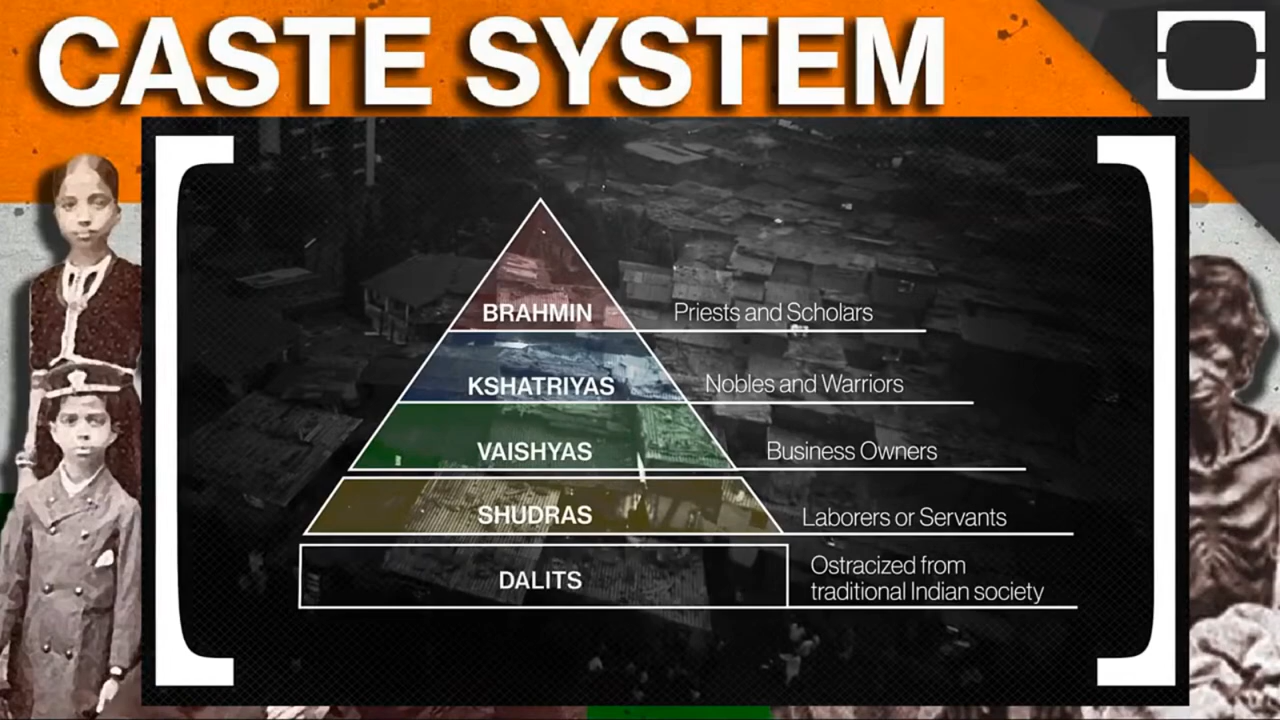 CASTE SYSTEM
BRAHMIN Priests and Scholars
KSHATRIYAS Nobles and Warriors
VAISHYAS Business Owners
SHUDRAS Laborers or Servants
DALITS Ostracized from
traditional Indian society